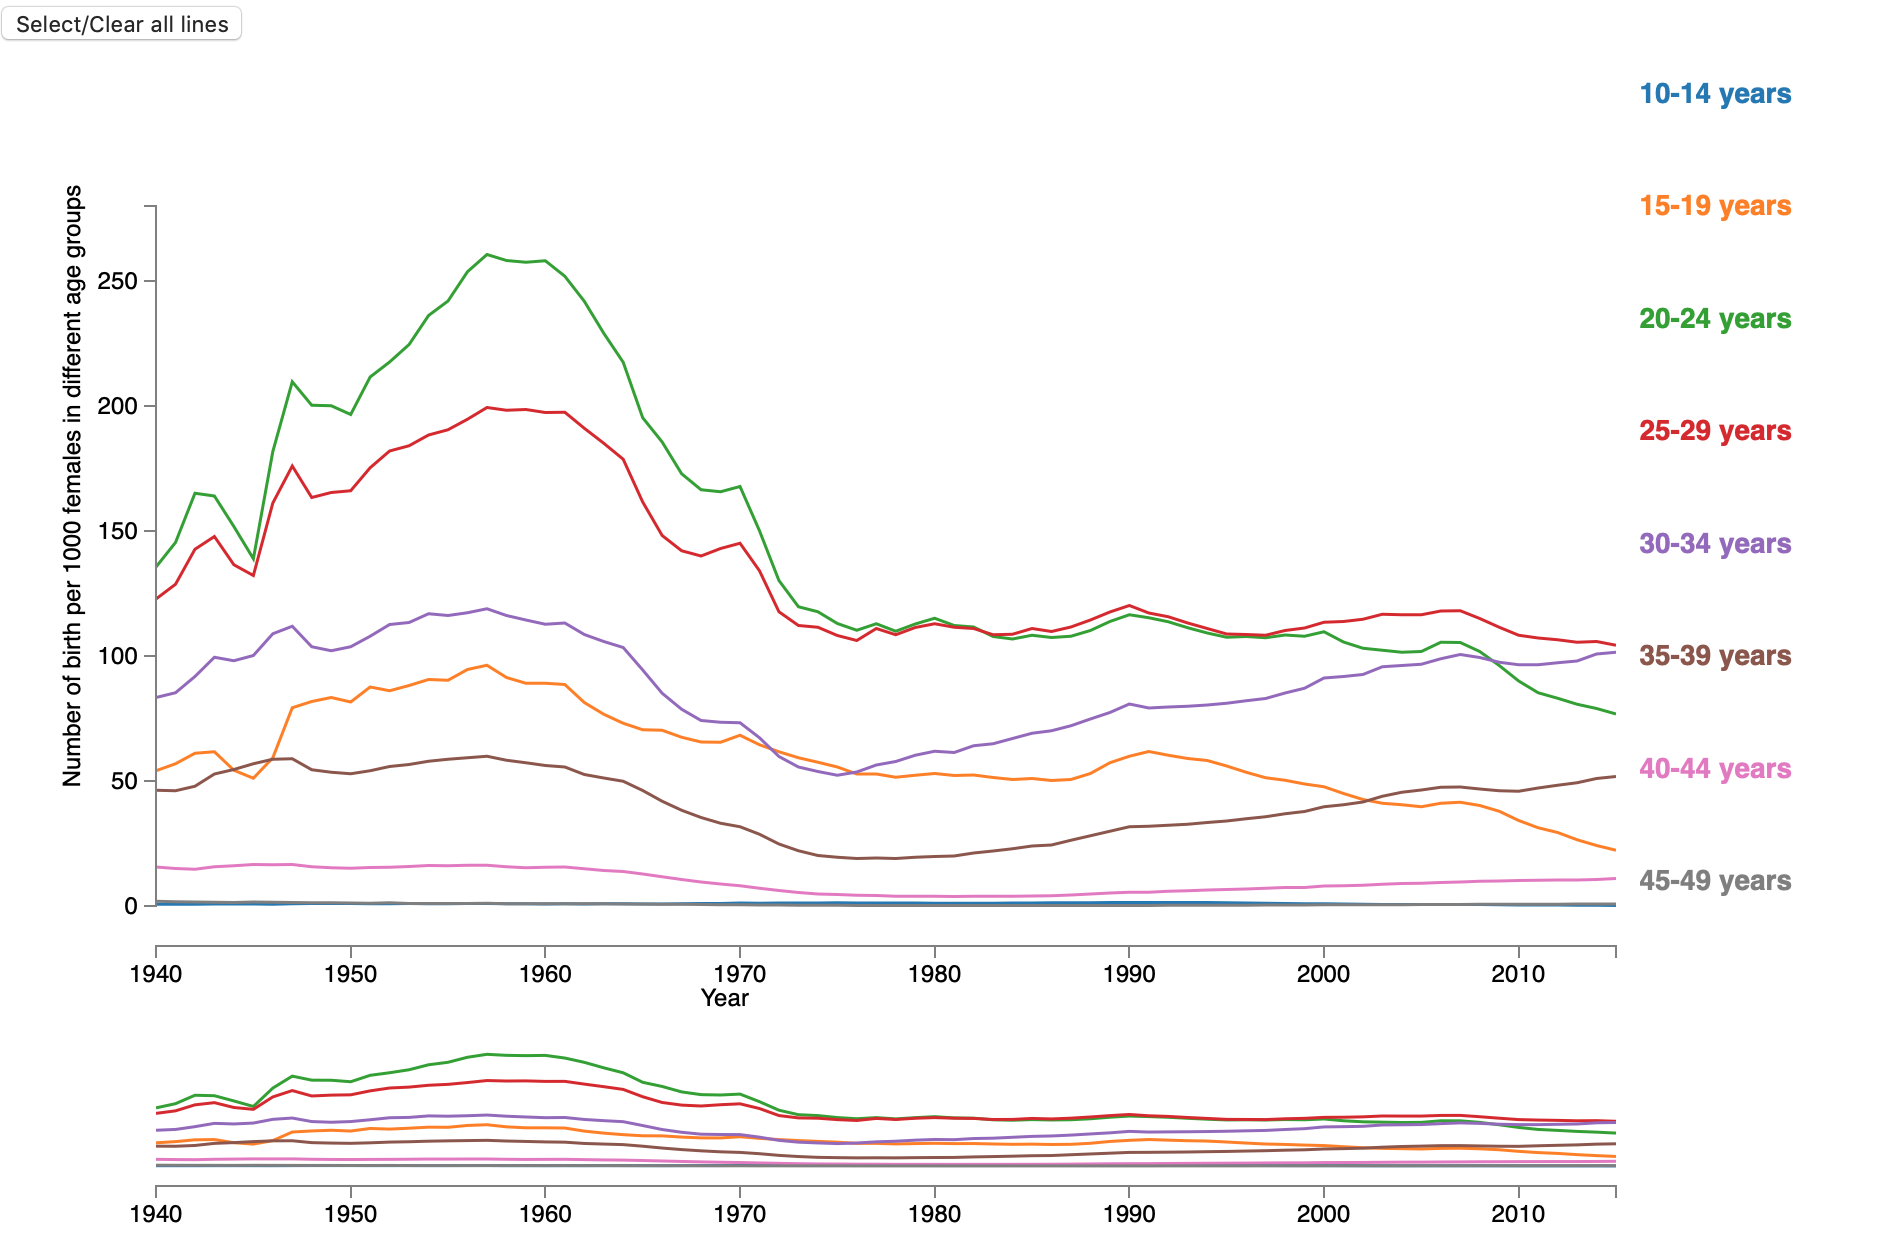 Select/Clear all lines
10-14 years
15-19 years
20-24 years
25-29 years
30-34 years
35-39 years
40-44 years
45-49 years
Number of birth per 1000 females in different age groups
250
200
150
100
50
0
1940 1950 1960 1970 1980 1990 2000 2010
Year
1940 1950 1960 1970 1980 1990 2000 2010